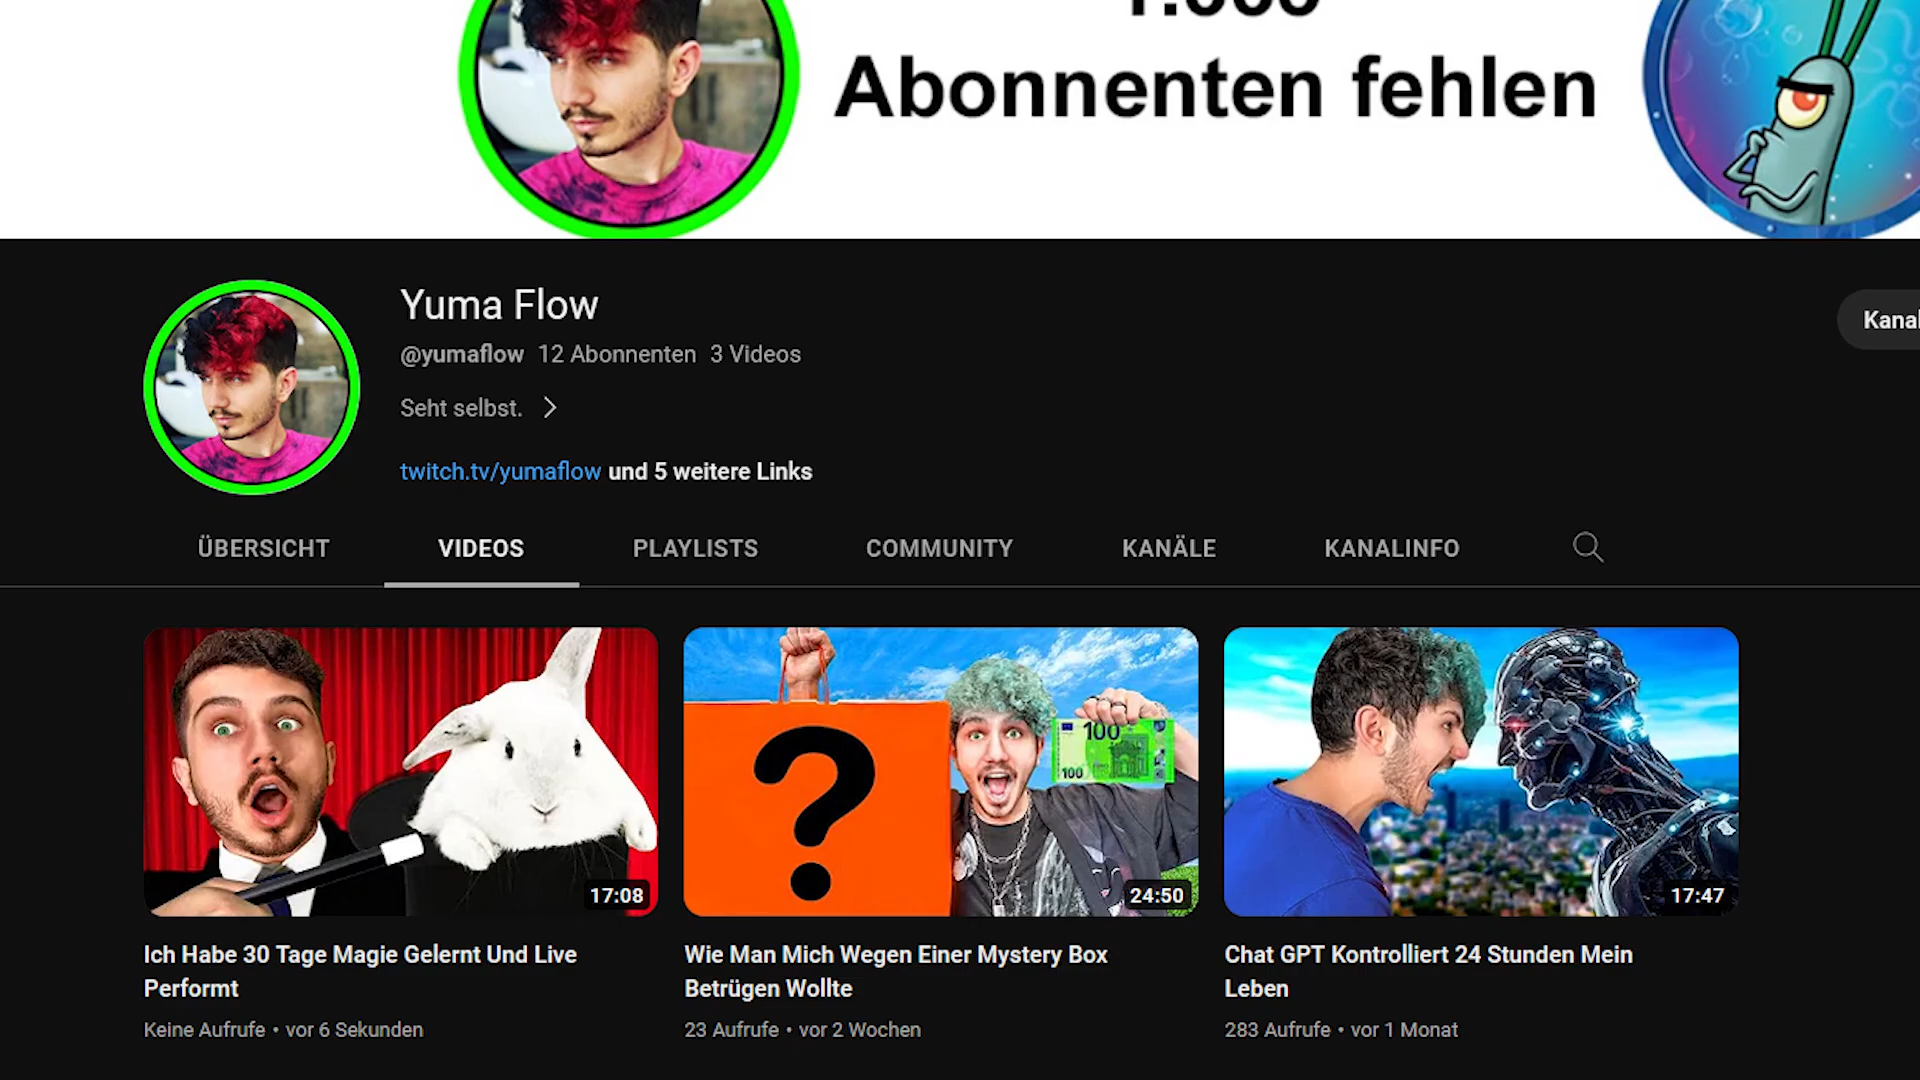 Abonnenten fehlen
Yuma Flow
@yumaflow 12 Abonnenten 3 Videos
Seht selbst.
twitch.tv/yumaflow und 5 weitere Links
ÜBERSICHT VIDEOS PLAYLISTS COMMUNITY KANÄLE KANALINFO
?
100
100
17:08
24:50
17:47
Ich Habe 30 Tage Magie Gelernt Und Live
Performt
Keine Aufrufe • vor 6 Sekunden
Wie Man Mich Wegen Einer Mystery Box
Betrügen Wollte
23 Aufrufe • vor 2 Wochen
Chat GPT Kontrolliert 24 Stunden Mein
Leben
283 Aufrufe • vor 1 Monat